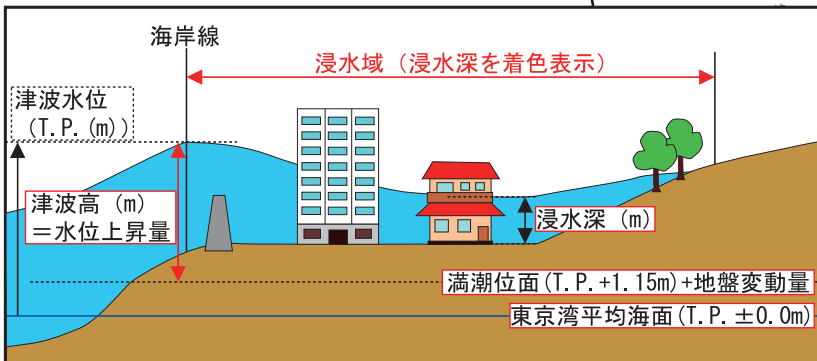 海岸線
浸水域（浸水深を着色表示）
津波水位
（T.P.（m））
津波高（m）
＝水位上昇量
浸水深（m）
満潮位面(T.P.+1.15m)+地盤変動量
東京湾平均海面(T.P.±0.0m)